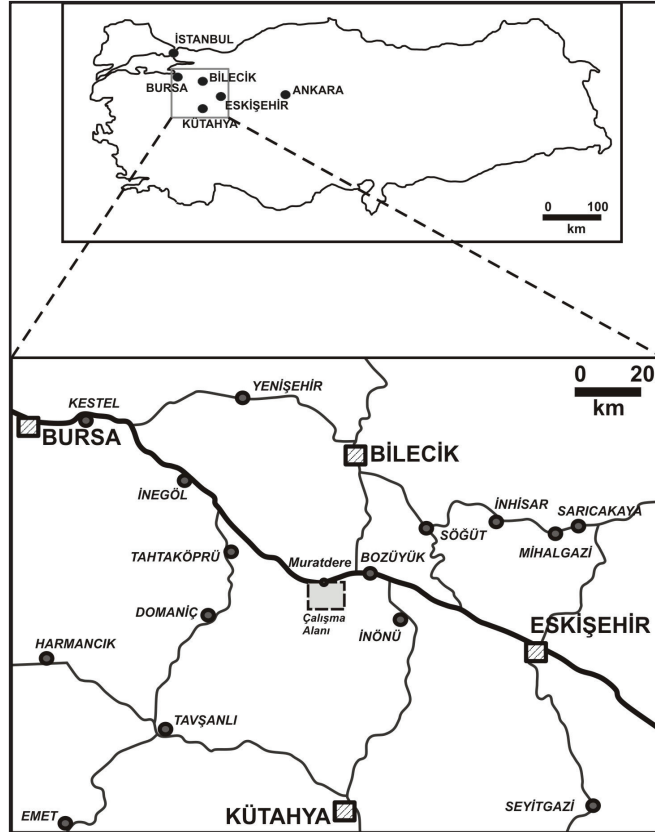 İSTANBUL
BURSA
BİLECİK
ANKARA
ESKİŞEHİR
KÜTAHYA
0 100
km
0 20
km
YENİŞEHİR
KESTEL
BURSA
BİLECİK
İNEGÖL
İNHİSAR
SARICAKAYA
SÖĞÜT
MİHALGAZİ
TAHTAKÖPRÜ
Muratdere
BOZÜYÜK
DOMANİÇ
Çalışma
Alanı
İNÖNÜ
ESKİŞEHİR
HARMANCIK
TAVŞANLI
EMET
KÜTAHYA
SEYİTGAZİ